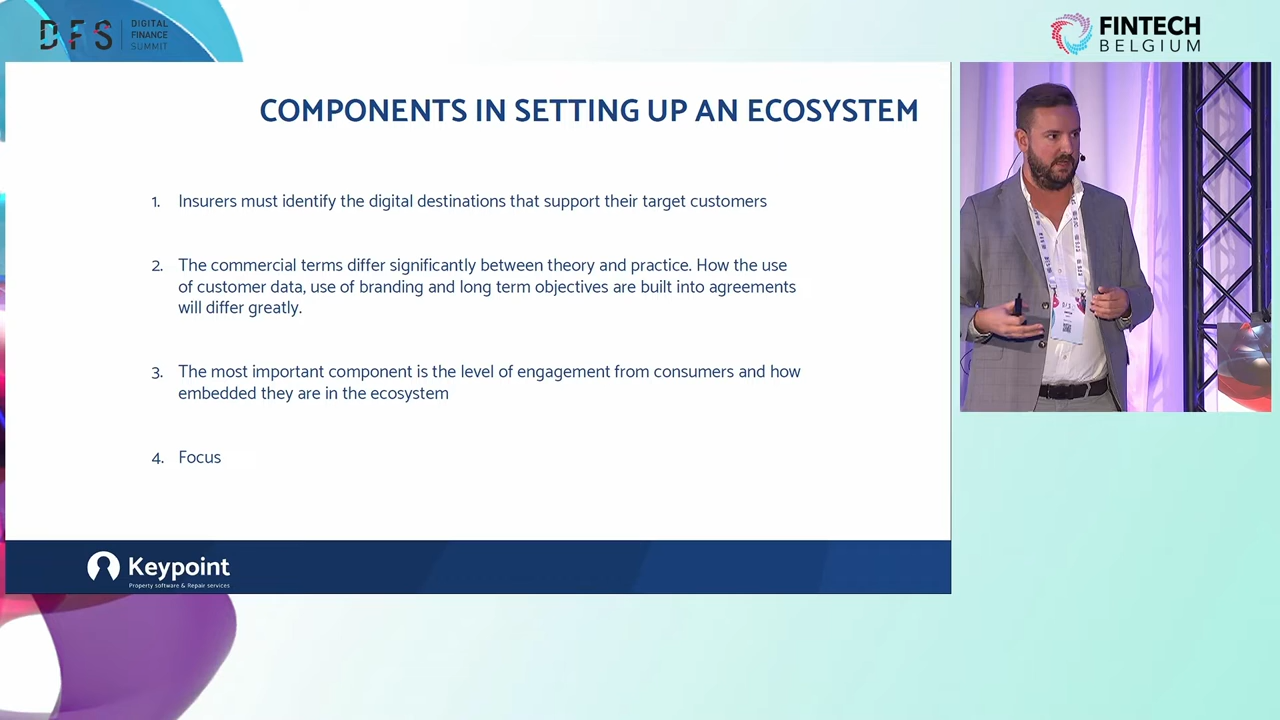 DFS
DIGITAL
FINANCE
SUMMIT
FINTECH
BELGIUM
COMPONENTS IN SETTING UP AN ECOSYSTEM
1. Insurers must identify the digital destinations that support their target customers
2. The commercial terms differ significantly between theory and practice. How the use
of customer data, use of branding and long term objectives are built into agreements
will differ greatly.
3. The most important component is the level of engagement from consumers and how
embedded they are in the ecosystem
4. Focus
Keypoint
Property software & Repair services